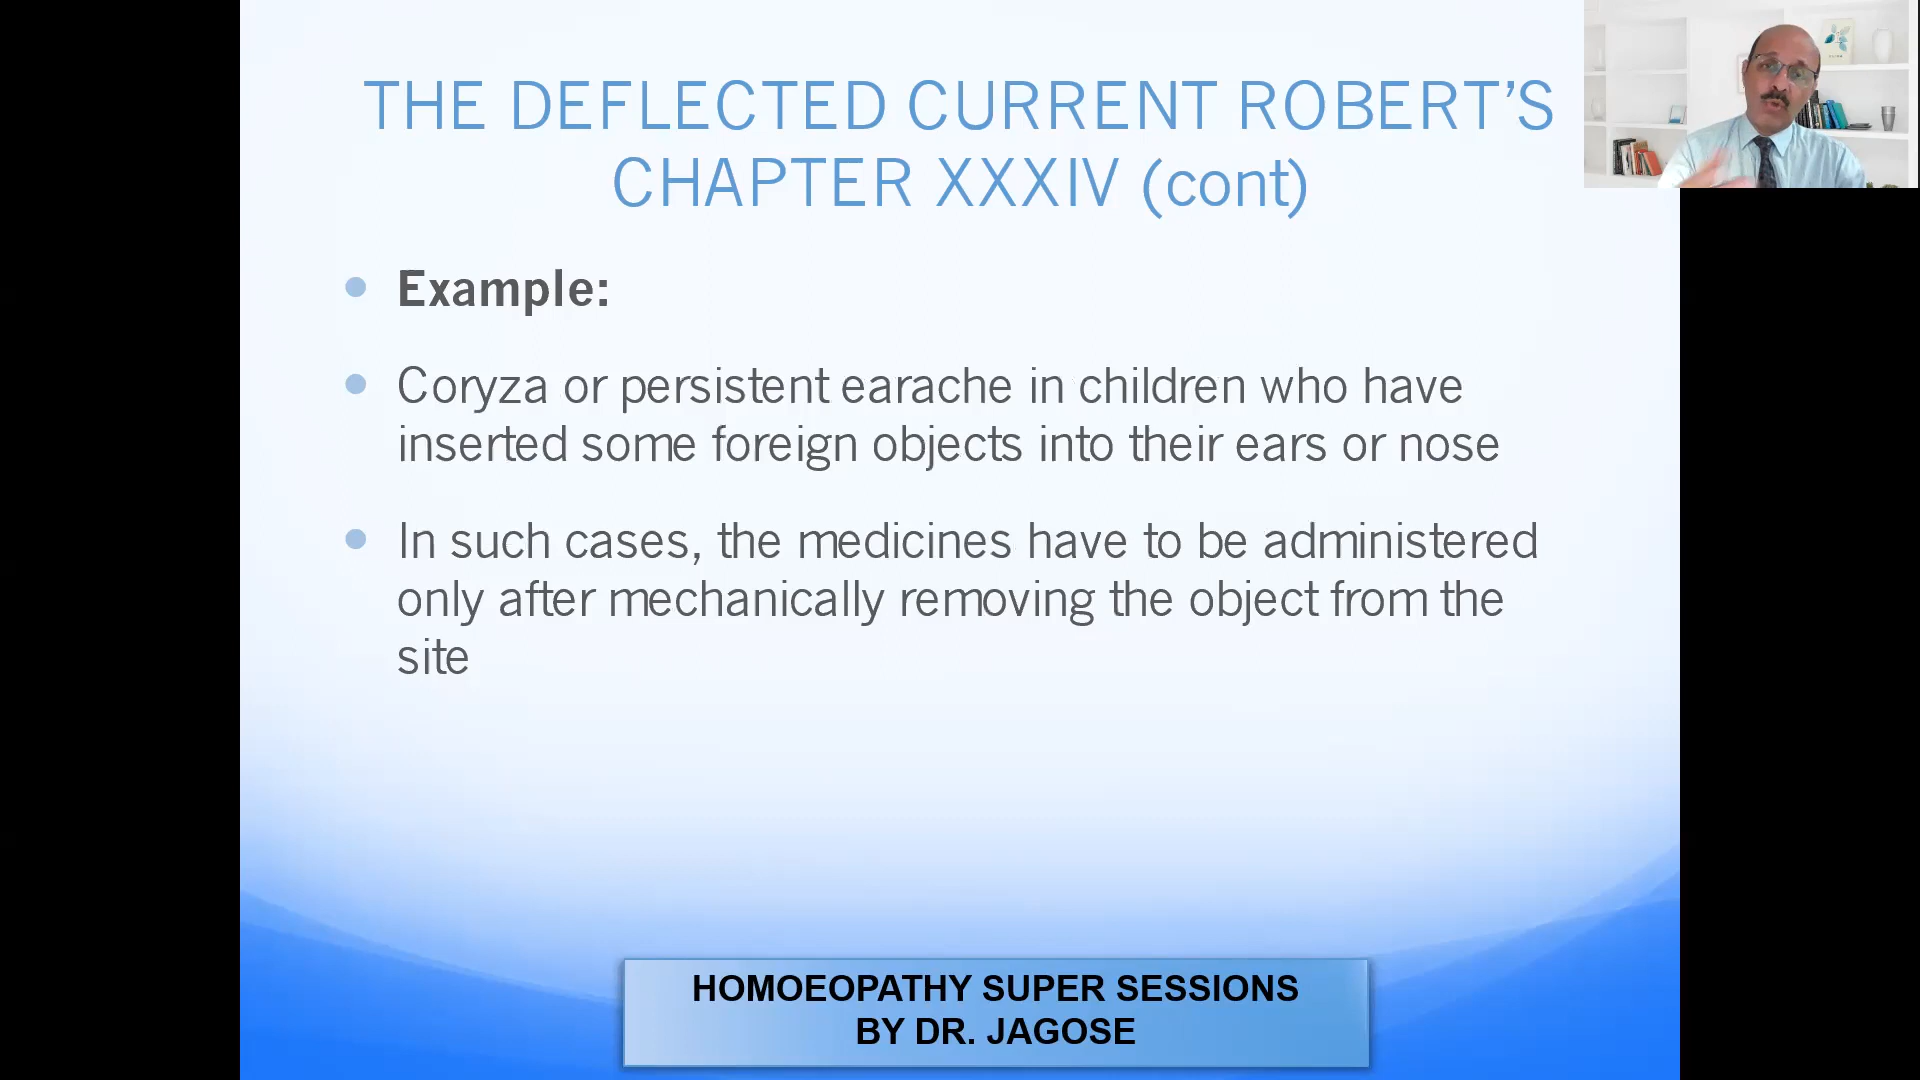 THE DEFLECTED CURRENT ROBERT’S
CHAPTER XXXIV (cont)
Example:
Coryza or persistent earache in children who have
inserted some foreign objects into their ears or nose
In such cases, the medicines have to be administered
only after mechanically removing the object from the
site
HOMOEOPATHY SUPER SESSIONS
BY DR. JAGOSE